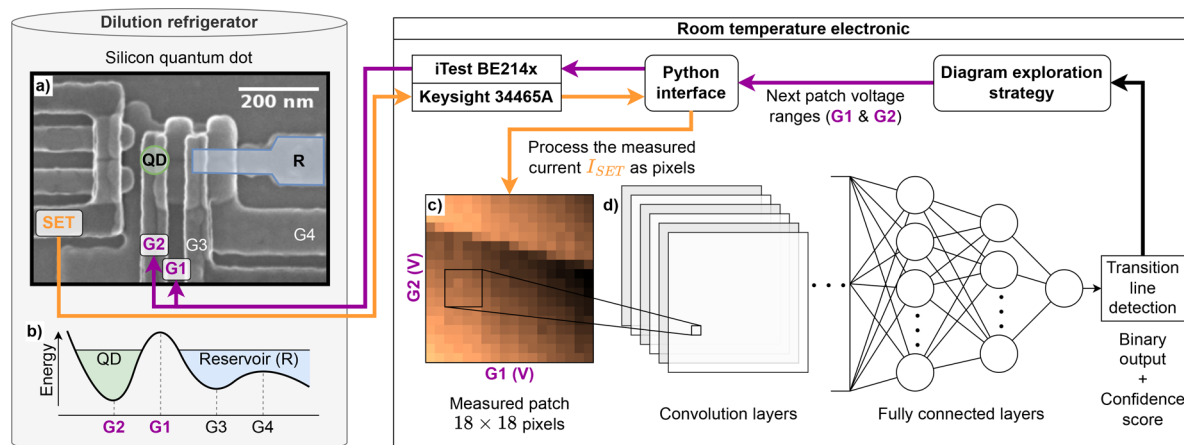 Dilution refrigerator
Silicon quantum dot
a)
200 nm
QD
R
SET
G2
G1
G3
G4
b)
Energy
QD
Reservoir (R)
G2
G1
G3
G4
Room temperature electronic
iTest BE214x
Keysight 34465A
Python
interface
Next patch voltage
ranges (G1 & G2)
Diagram exploration
strategy
Process the measured
current I_SET as pixels
c)
G2 (V)
G1 (V)
Measured patch
18 × 18 pixels
d)
Convolution layers
Fully connected layers
Transition
line
detection
Binary
output
+
Confidence
score